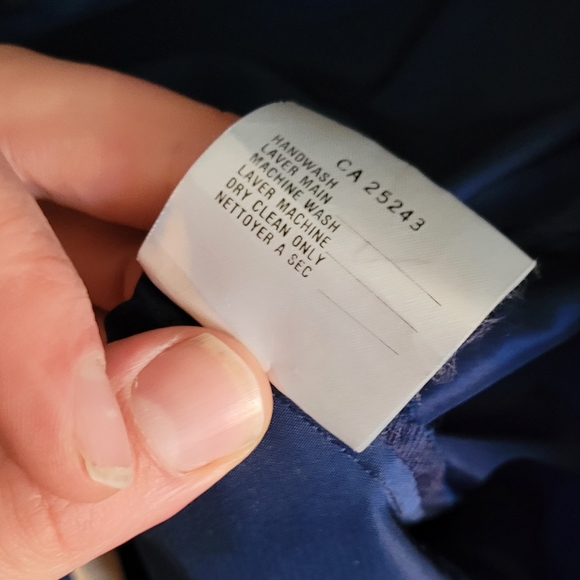 CA 25243
HANDWASH
LAVER MAIN
MACHINE WASH
LAVER MACHINE
DRY CLEAN ONLY
NETTOYER A SEC